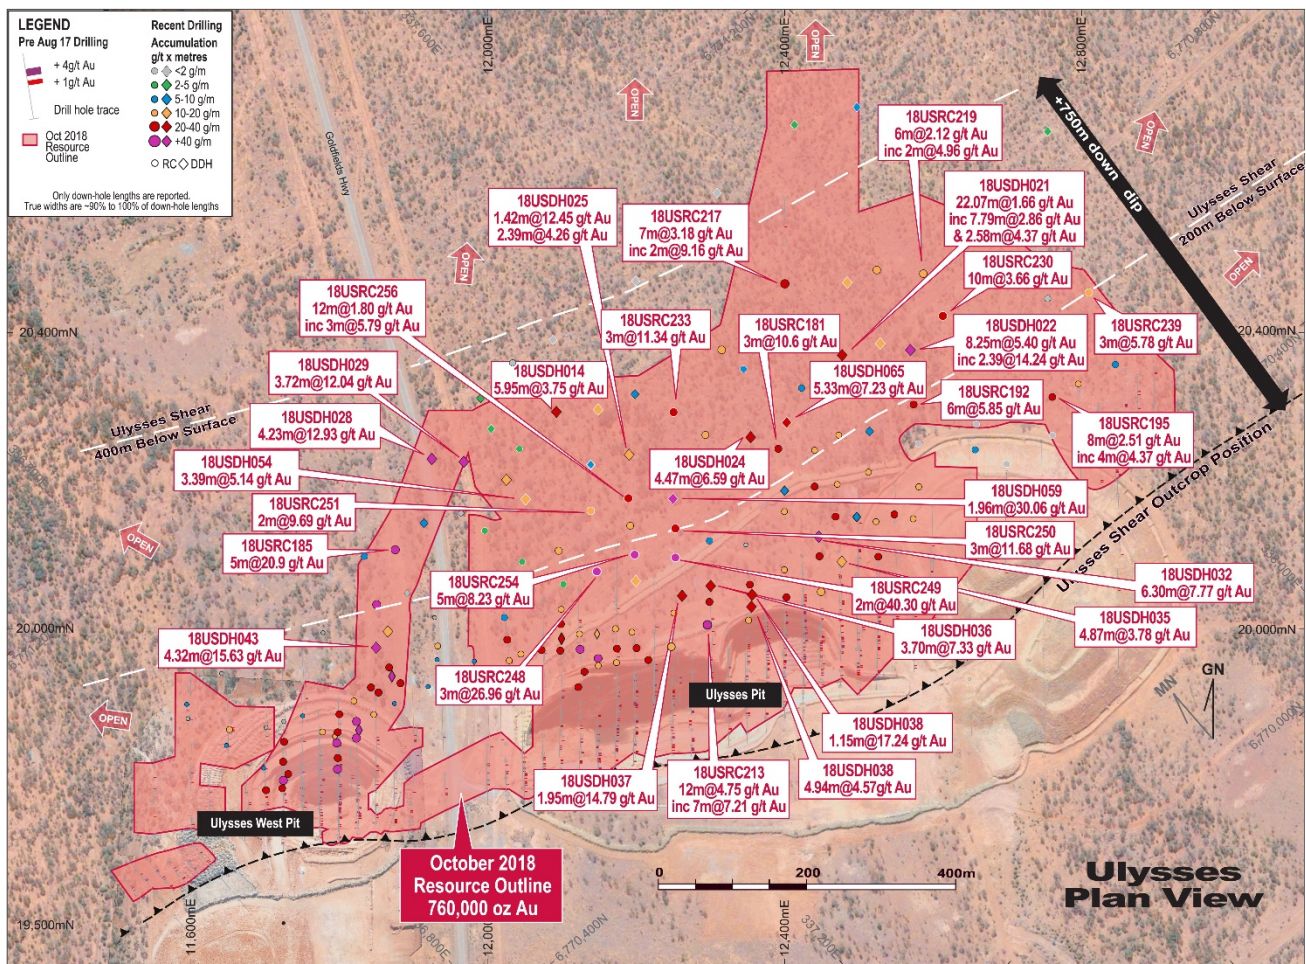 LEGEND
Pre Aug 17 Drilling
+ 4g/t Au
+ 1g/t Au
Drill hole trace
Oct 2018
Resource
Outline
Recent Drilling
Accumulation
g/t x metres
<2 g/m
2-5 g/m
5-10 g/m
10-20 g/m
20-40 g/m
+40 g/m
RC DDH
Only down-hole lengths are reported.
True widths are ~90% to 100% of down-hole lengths
12,000mE
12,400mE
12,800mE
6,770,800N
OPEN
OPEN
OPEN
OPEN
OPEN
OPEN
OPEN
Goldfields Hwy
+750m down dip
Ulysses Shear
200m Below Surface
18USRC219
6m@2.12 g/t Au
inc 2m@4.96 g/t Au
18USDH021
22.07m@1.66 g/t Au
inc 7.79m@2.86 g/t Au
& 2.58m@4.37 g/t Au
18USDH025
1.42m@12.45 g/t Au
2.39m@4.26 g/t Au
18USRC217
7m@3.18 g/t Au
inc 2m@9.16 g/t Au
18USRC230
10m@3.66 g/t Au
18USRC256
12m@1.80 g/t Au
inc 3m@5.79 g/t Au
18USRC233
3m@11.34 g/t Au
18USRC181
3m@10.6 g/t Au
18USDH022
8.25m@5.40 g/t Au
inc 2.39@14.24 g/t Au
18USRC239
3m@5.78 g/t Au
20,400mN
20,400mN
18USDH029
3.72m@12.04 g/t Au
18USDH014
5.95m@3.75 g/t Au
18USDH065
5.33m@7.23 g/t Au
18USRC192
6m@5.85 g/t Au
18USRC195
8m@2.51 g/t Au
inc 4m@4.37 g/t Au
Ulysses Shear
400m Below Surface
18USDH028
4.23m@12.93 g/t Au
18USDH054
3.39m@5.14 g/t Au
18USDH024
4.47m@6.59 g/t Au
18USRC251
2m@9.69 g/t Au
18USDH059
1.96m@30.06 g/t Au
Ulysses Shear Outcrop Position
18USRC185
5m@20.9 g/t Au
18USRC250
3m@11.68 g/t Au
18USRC254
5m@8.23 g/t Au
18USRC249
2m@40.30 g/t Au
18USDH032
6.30m@7.77 g/t Au
18USDH035
4.87m@3.78 g/t Au
18USDH036
3.70m@7.33 g/t Au
20,000mN
20,000mN
18USDH043
4.32m@15.63 g/t Au
18USRC248
3m@26.96 g/t Au
Ulysses Pit
MN
GN
18USDH038
1.15m@17.24 g/t Au
18USDH037
1.95m@14.79 g/t Au
18USRC213
12m@4.75 g/t Au
inc 7m@7.21 g/t Au
18USDH038
4.94m@4.57g/t Au
Ulysses West Pit
October 2018
Resource Outline
760,000 oz Au
0
200
400m
Ulysses
Plan View
19,500mN
11,600mE
12,000mE
6,770,400N
12,400mE
337,200E
6,770,000N